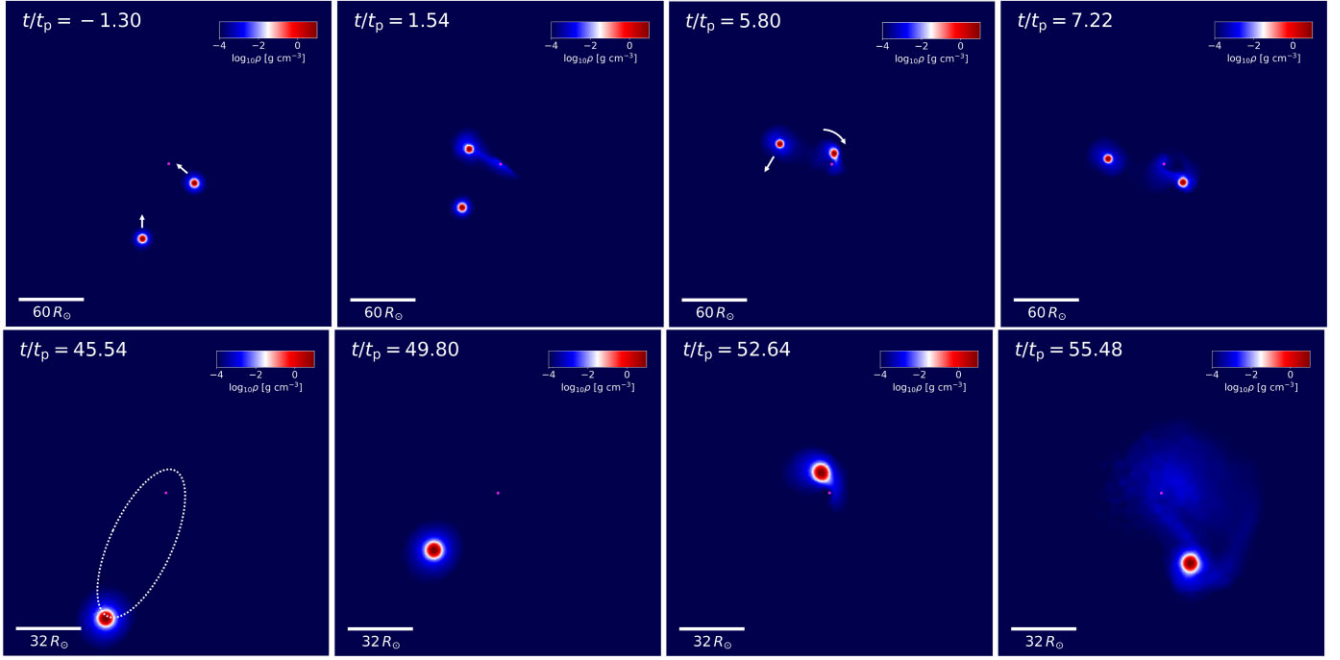 t/tₚ = −1.30
−4 −2 0
log₁₀ρ [g cm⁻³]
60 R☉
t/tₚ = 1.54
−4 −2 0
log₁₀ρ [g cm⁻³]
60 R☉
t/tₚ = 5.80
−4 −2 0
log₁₀ρ [g cm⁻³]
60 R☉
t/tₚ = 7.22
−4 −2 0
log₁₀ρ [g cm⁻³]
60 R☉
t/tₚ = 45.54
−4 −2 0
log₁₀ρ [g cm⁻³]
32 R☉
t/tₚ = 49.80
−4 −2 0
log₁₀ρ [g cm⁻³]
32 R☉
t/tₚ = 52.64
−4 −2 0
log₁₀ρ [g cm⁻³]
32 R☉
t/tₚ = 55.48
−4 −2 0
log₁₀ρ [g cm⁻³]
32 R☉